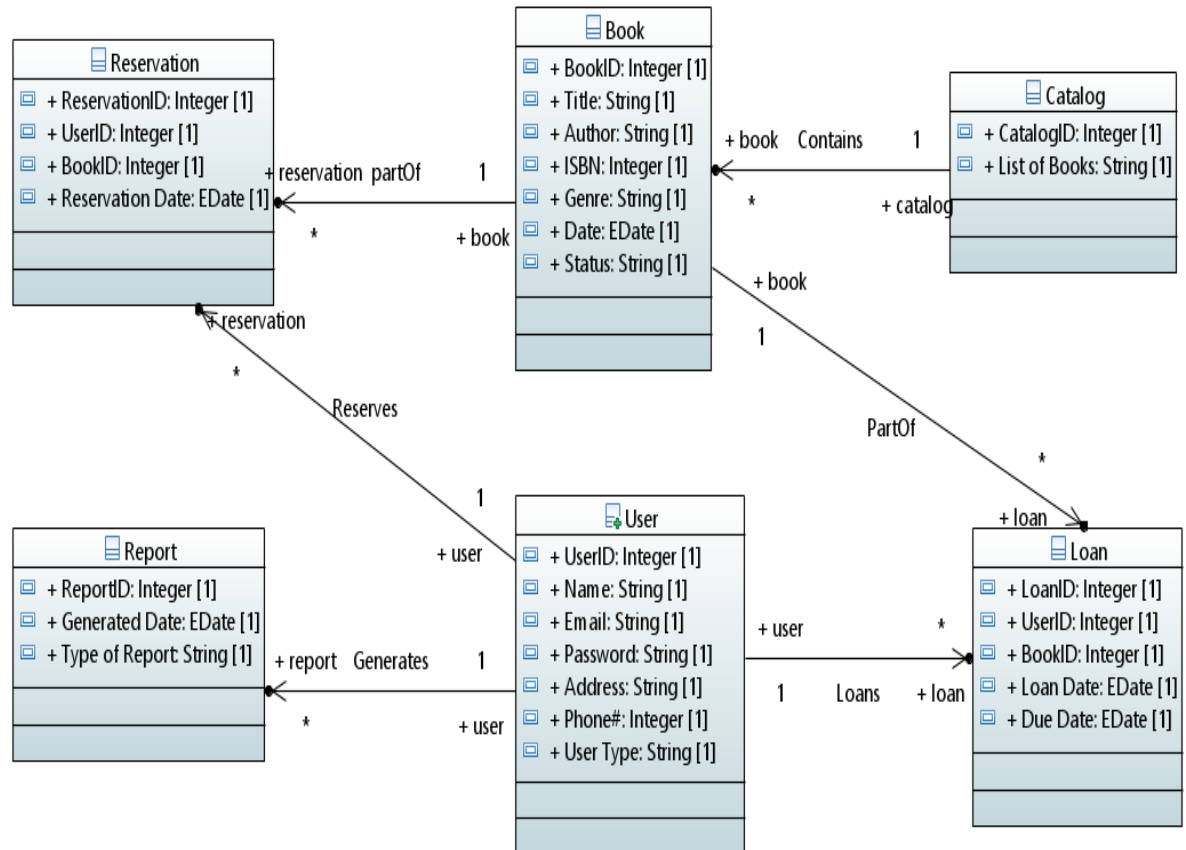 Reservation
+ ReservationID: Integer [1]
+ UserID: Integer [1]
+ BookID: Integer [1]
+ Reservation Date: EDate [1]
Book
+ BookID: Integer [1]
+ Title: String [1]
+ Author: String [1]
+ ISBN: Integer [1]
+ Genre: String [1]
+ Date: EDate [1]
+ Status: String [1]
Catalog
+ CatalogID: Integer [1]
+ List of Books: String [1]
+ book Contains 1
*
+ catalog
+ reservation partOf 1
*
+ book
+ book
1
PartOf
*
+ loan
+ reservation
*
Reserves
1
+ user
Report
+ ReportID: Integer [1]
+ Generated Date: EDate [1]
+ Type of Report: String [1]
+ report Generates 1
*
+ user
User
+ UserID: Integer [1]
+ Name: String [1]
+ Email: String [1]
+ Password: String [1]
+ Address: String [1]
+ Phone#: Integer [1]
+ User Type: String [1]
+ user *
1 Loans + loan
Loan
+ LoanID: Integer [1]
+ UserID: Integer [1]
+ BookID: Integer [1]
+ Loan Date: EDate [1]
+ Due Date: EDate [1]